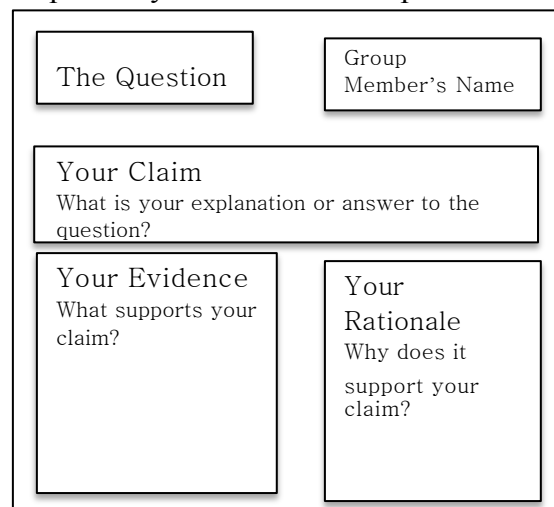 The Question
Group
Member's Name
Your Claim
What is your explanation or answer to the
question?
Your Evidence
What supports your
claim?
Your
Rationale
Why does it
support your
claim?